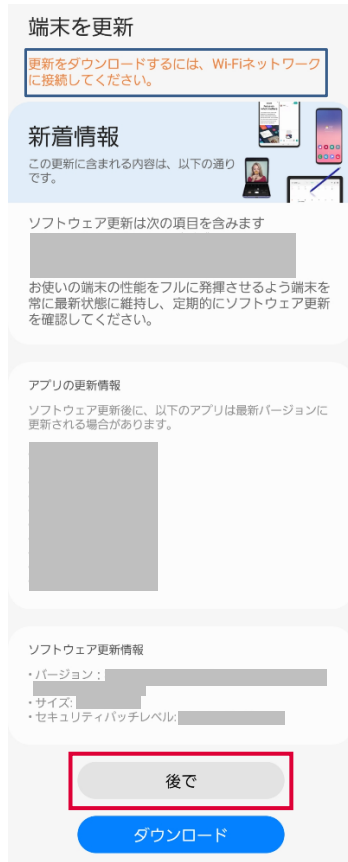 端末を更新
更新をダウンロードするには、Wi-Fiネットワーク
に接続してください。
新着情報
この更新に含まれる内容は、以下の通り
です。
ソフトウェア更新は次の項目を含みます
お使いの端末の性能をフルに発揮させるよう端末を
常に最新状態に維持し、定期的にソフトウェア更新
を確認してください。
アプリの更新情報
ソフトウェア更新後に、以下のアプリは最新バージョンに
更新される場合があります。
ソフトウェア更新情報
・バージョン：
・サイズ:
・セキュリティパッチレベル:
後で
ダウンロード